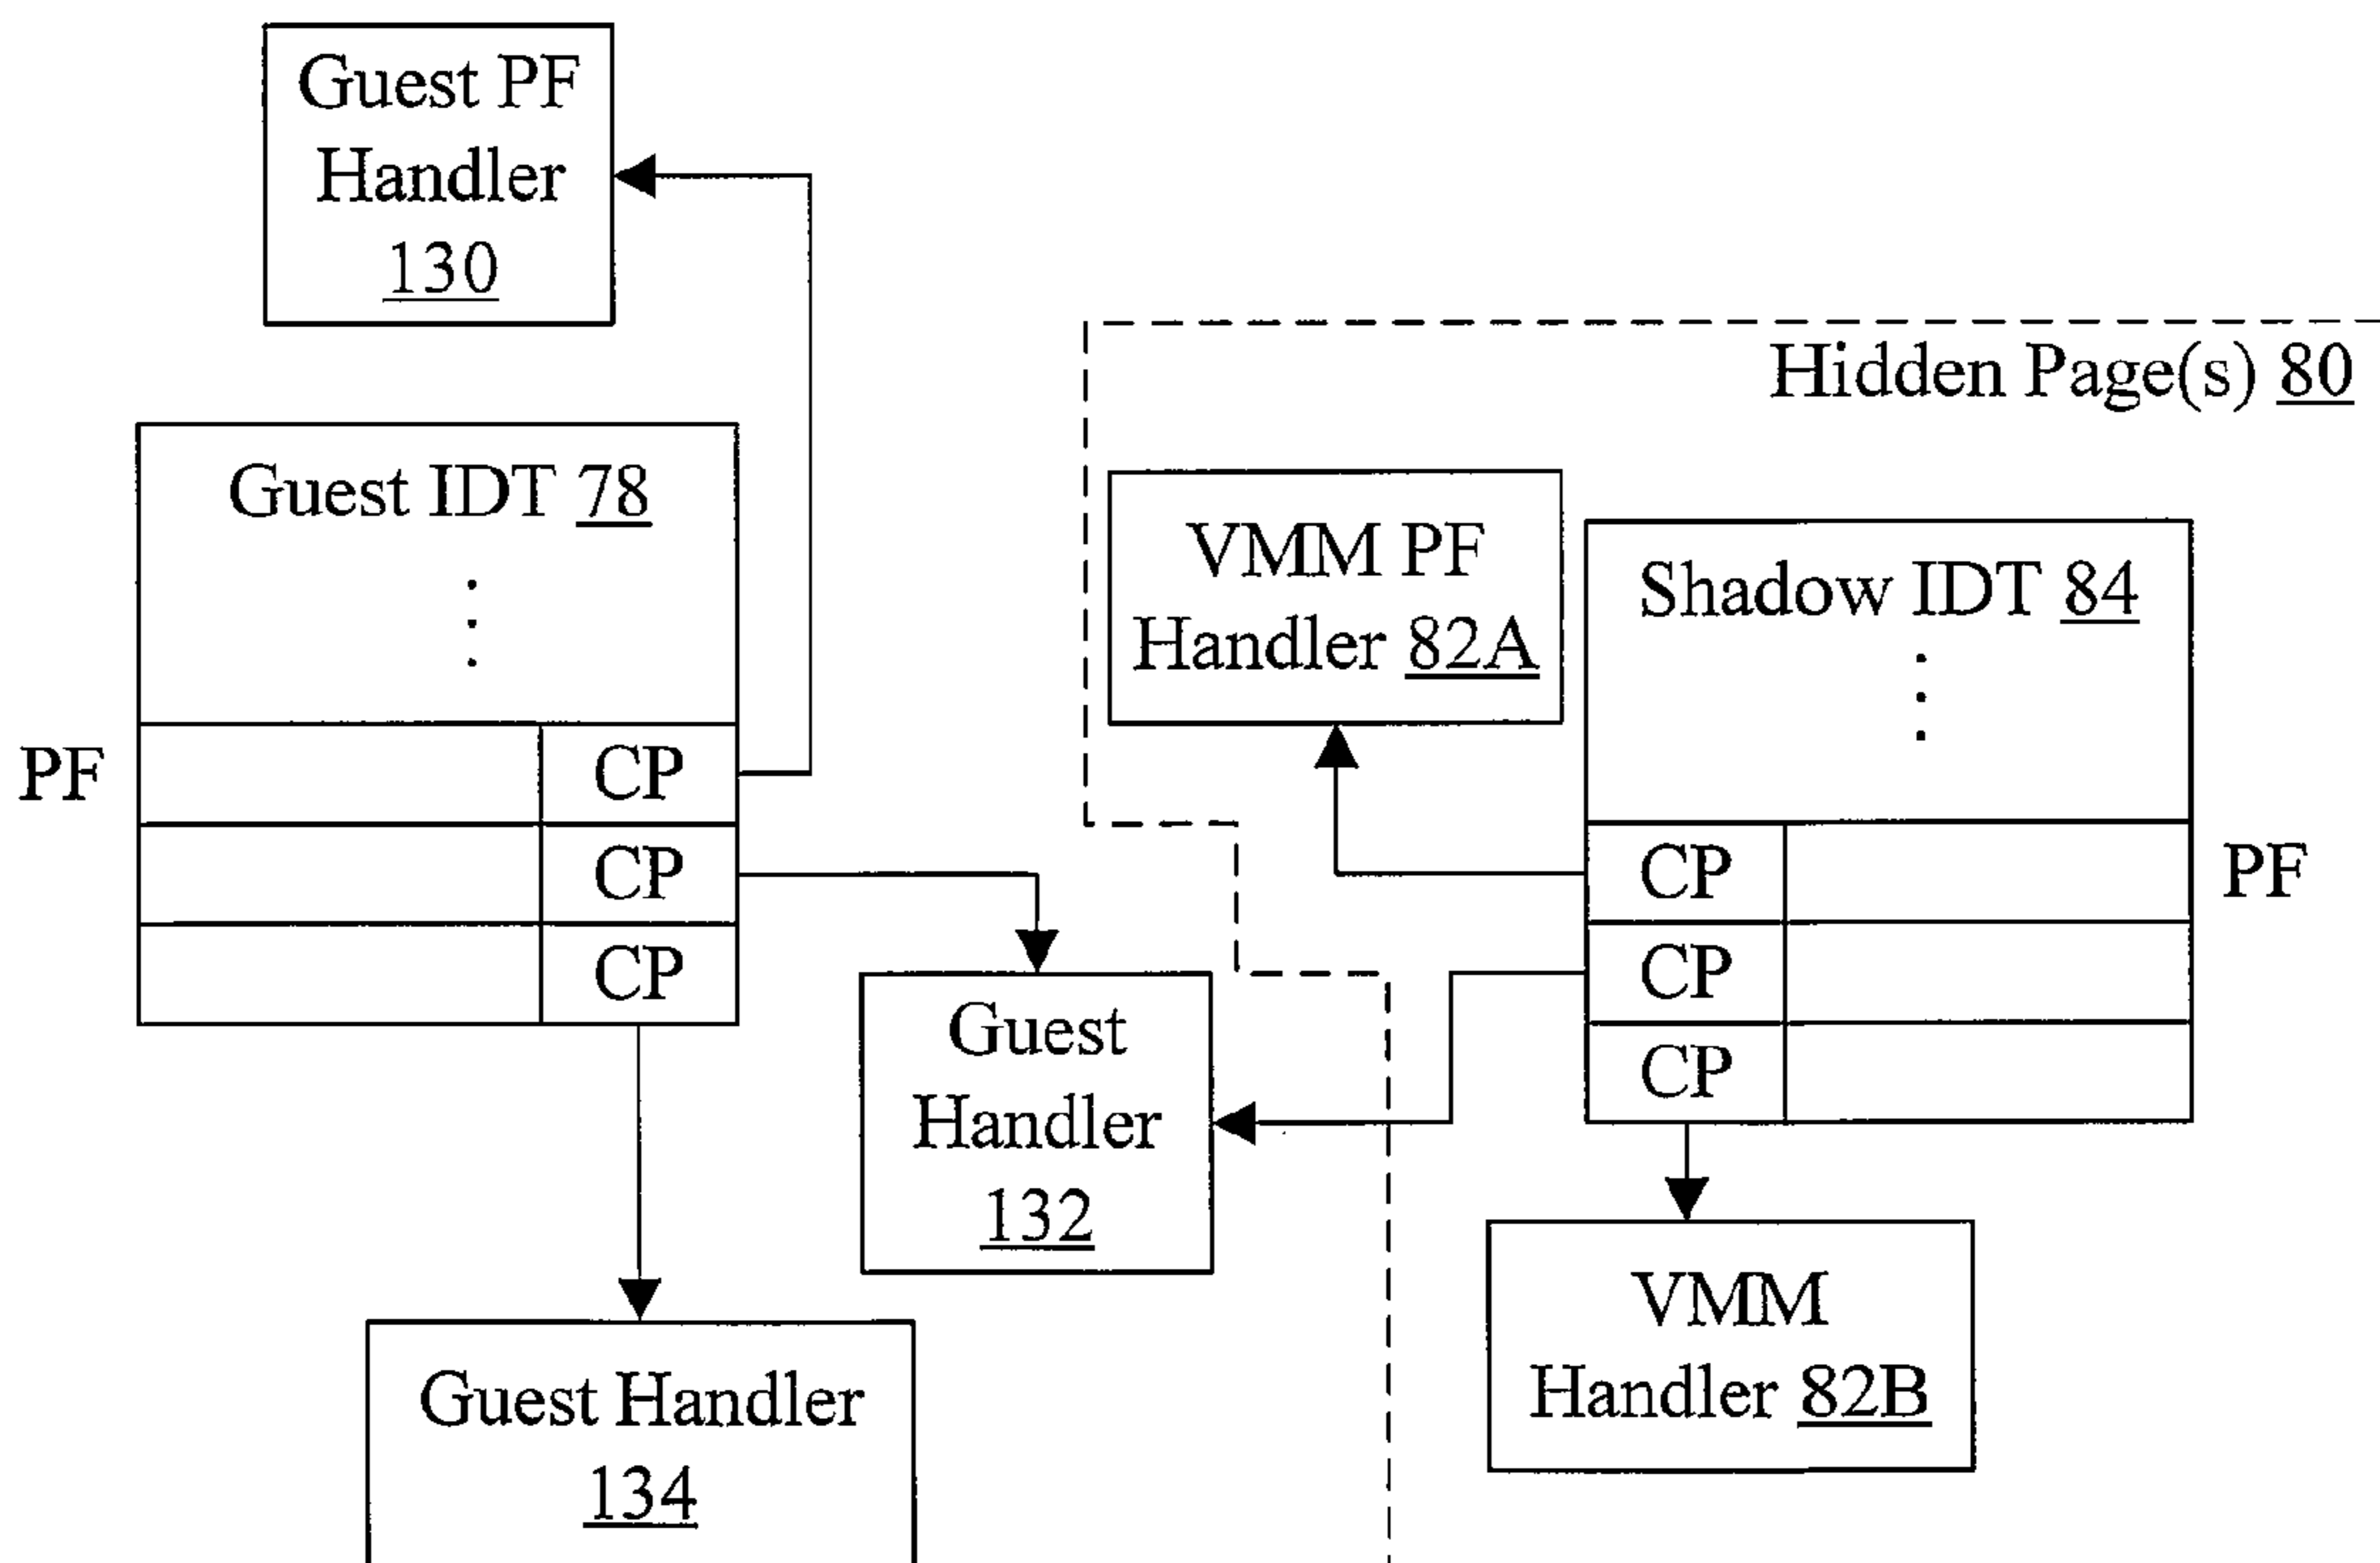 Guest PF
Handler
130
Hidden Page(s) 80
Guest IDT 78
PF
CP
CP
CP
VMM PF
Handler 82A
Shadow IDT 84
CP
PF
CP
CP
Guest
Handler
132
VMM
Handler 82B
Guest Handler
134